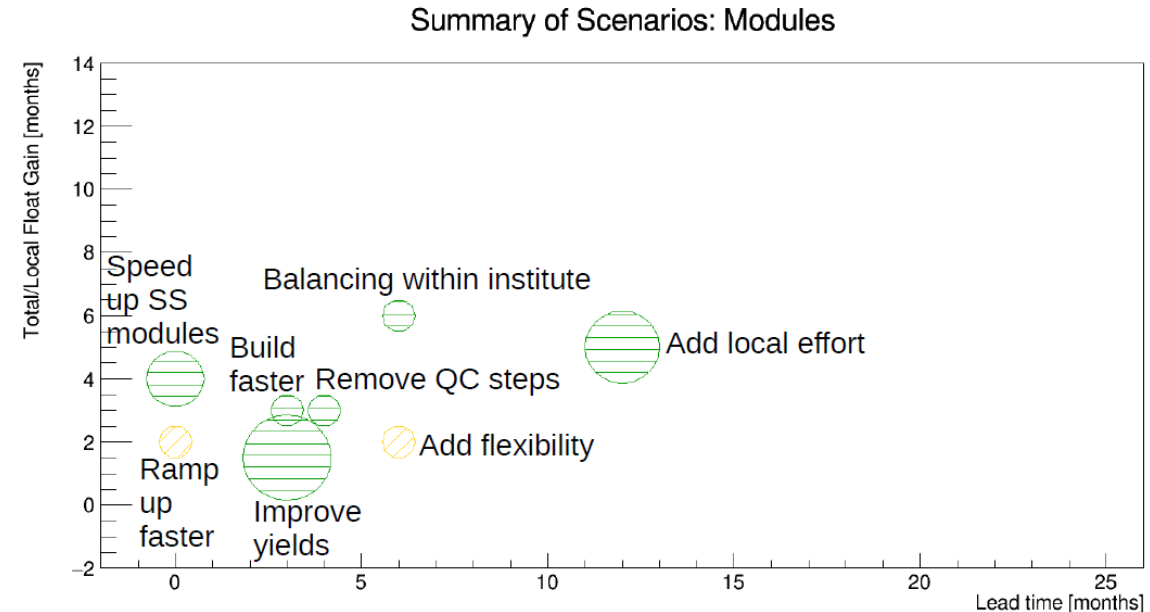 Summary of Scenarios: Modules
Total/Local Float Gain [months]
14
12
10
8
6
4
2
0
−2
Speed
up SS
modules
Balancing within institute
Build
faster
Remove QC steps
Add local effort
Add flexibility
Ramp
up
faster
Improve
yields
0
5
10
15
20
25
Lead time [months]